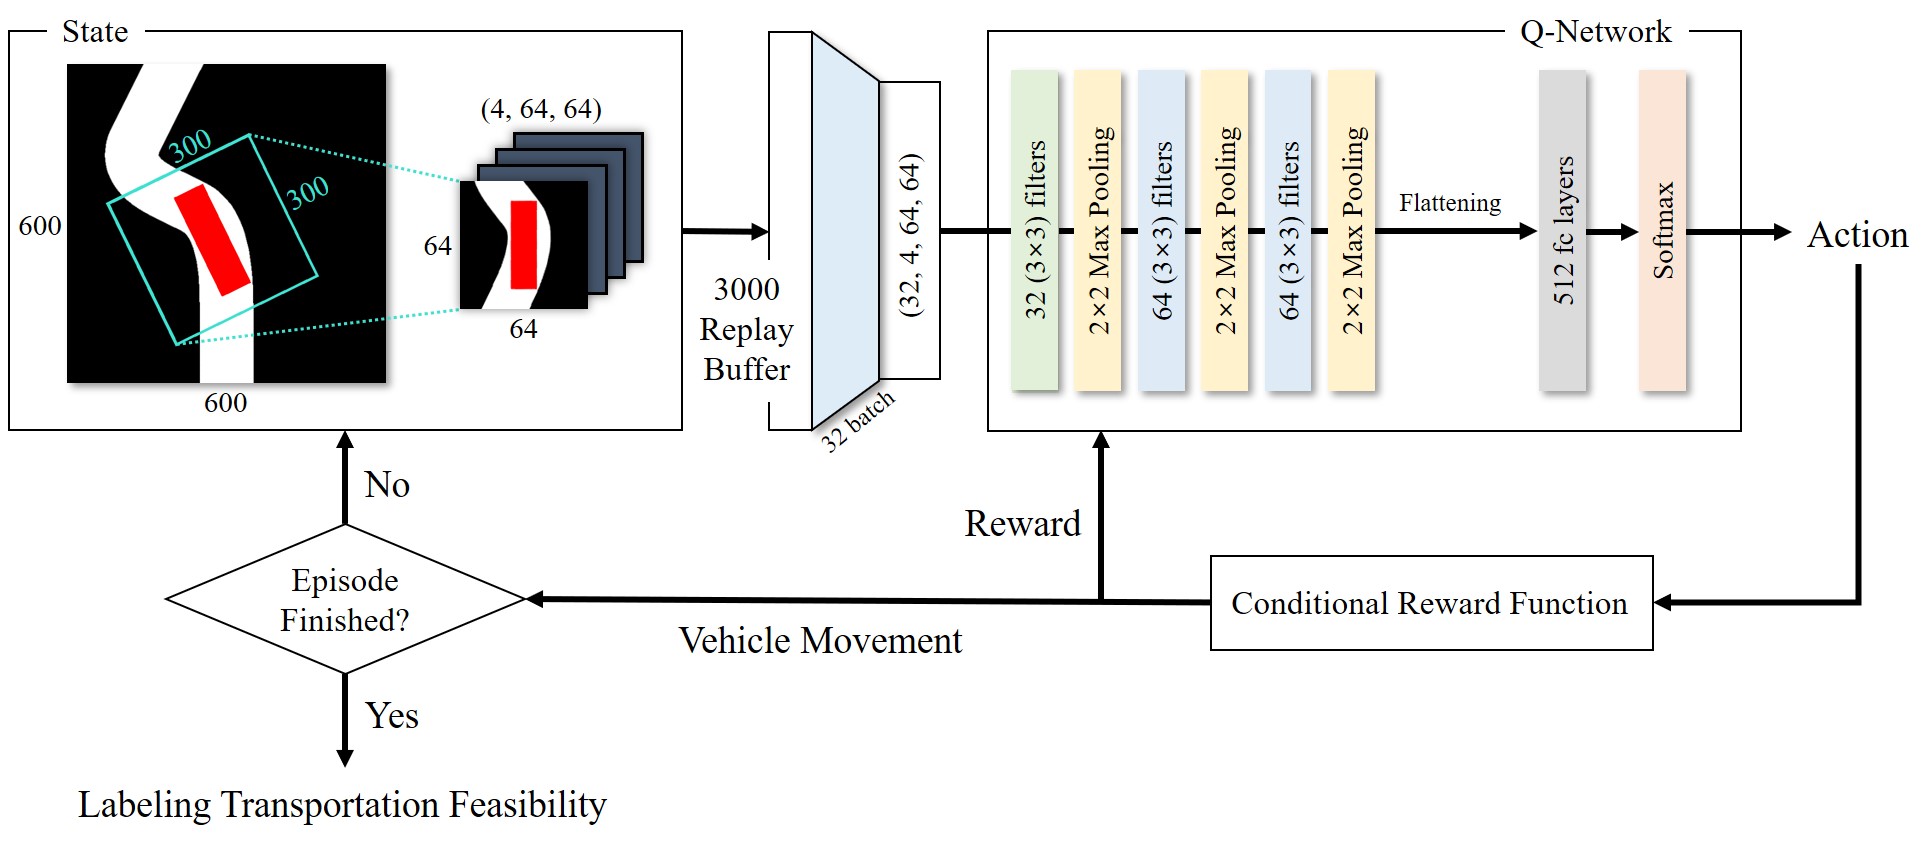 State
600
600
300
300
(4, 64, 64)
64
64
3000
Replay
Buffer
32 batch
(32, 4, 64, 64)
Q-Network
32 (3×3) filters
2×2 Max Pooling
64 (3×3) filters
2×2 Max Pooling
64 (3×3) filters
2×2 Max Pooling
Flattening
512 fc layers
Softmax
Action
Conditional Reward Function
Reward
Vehicle Movement
Episode
Finished?
No
Yes
Labeling Transportation Feasibility